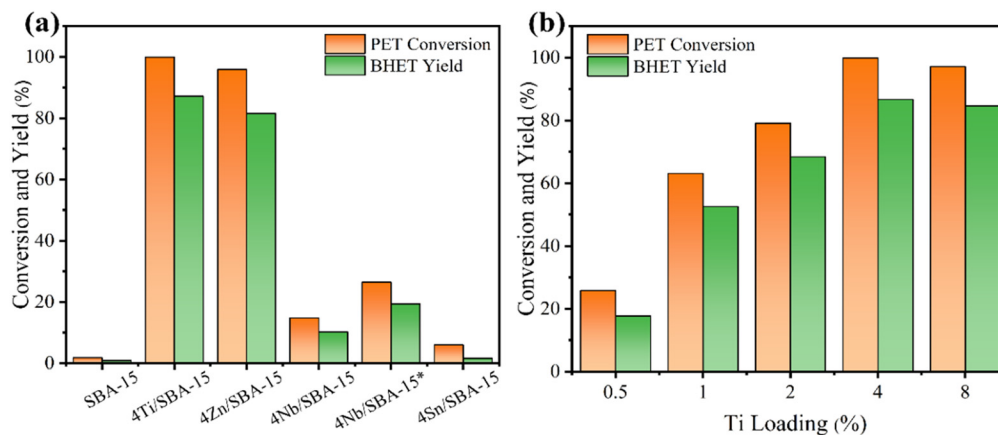 (a)
PET Conversion
BHET Yield
Conversion and Yield (%)
100
80
60
40
20
0
SBA-15
4Ti/SBA-15
4Zn/SBA-15
4Nb/SBA-15
4Nb/SBA-15*
4Sn/SBA-15
(b)
PET Conversion
BHET Yield
Conversion and Yield (%)
100
80
60
40
20
0
0.5 1 2 4 8
Ti Loading (%)